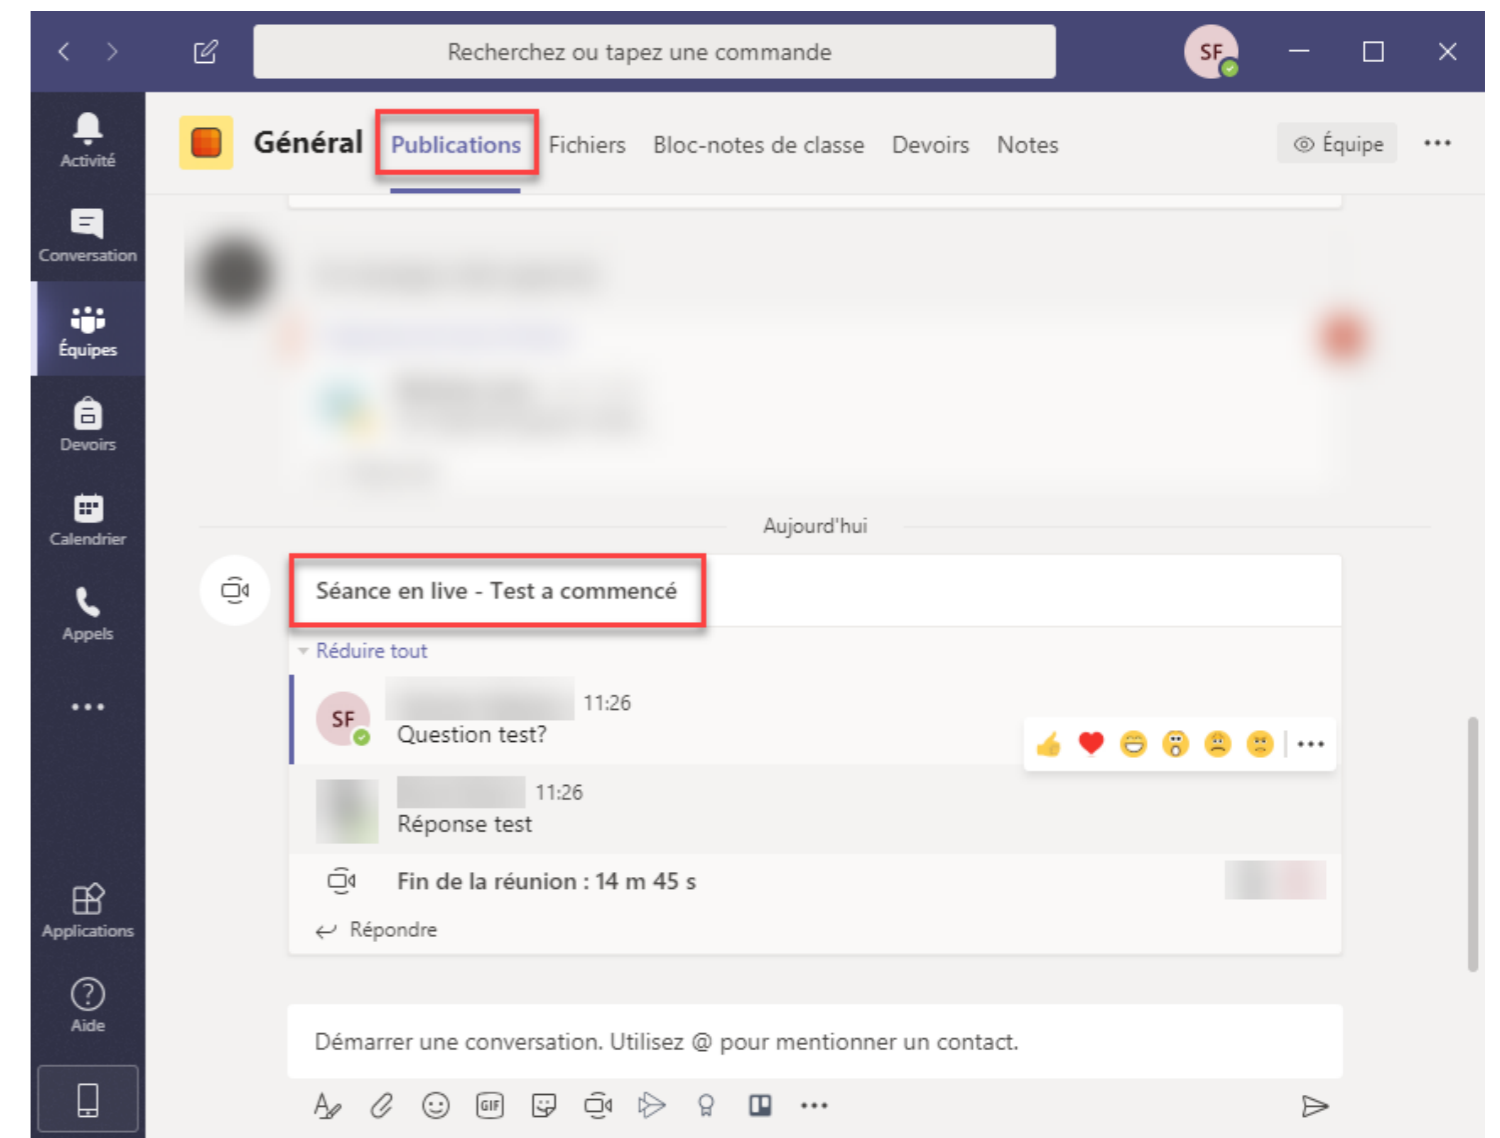 Recherchez ou tapez une commande
SF
Activité
Conversation
Équipes
Devoirs
Calendrier
Appels
Applications
Aide
Général Publications Fichiers Bloc-notes de classe Devoirs Notes Équipe
Aujourd'hui
Séance en live - Test a commencé
Réduire tout
SF 11:26
Question test?
11:26
Réponse test
Fin de la réunion : 14 m 45 s
Répondre
Démarrer une conversation. Utilisez @ pour mentionner un contact.
GIF